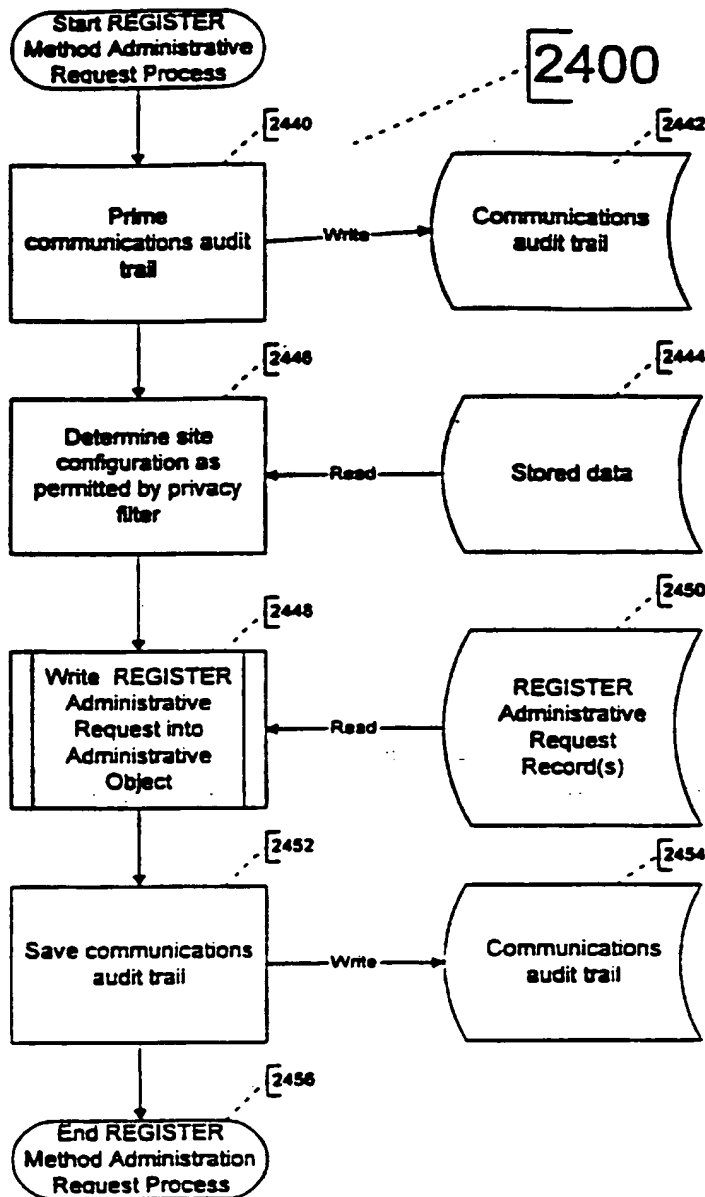 Start REGISTER
Method Administrative
Request Process
2400
2440
2442
Prime
communications audit
trail
Write
Communications
audit trail
2446
2444
Determine site
configuration as
permitted by privacy
filter
Read
Stored data
2448
2450
Write REGISTER
Administrative
Request into
Administrative
Object
Read
REGISTER
Administrative
Request
Record(s)
2452
2454
Save communications
audit trail
Write
Communications
audit trail
2456
End REGISTER
Method Administration
Request Process